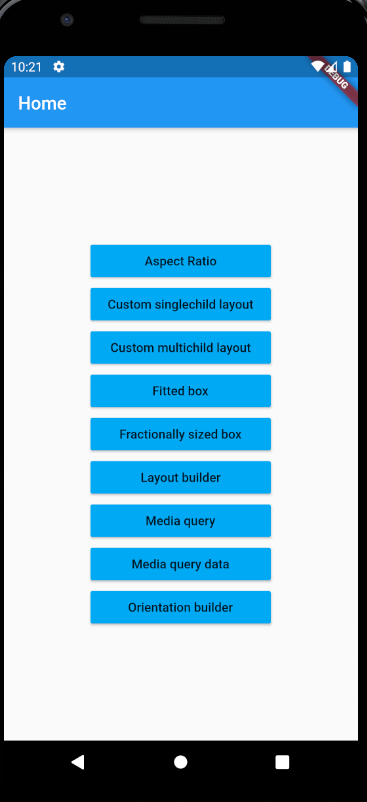 10:21
DEBUG
Home
Aspect Ratio
Custom singlechild layout
Custom multichild layout
Fitted box
Fractionally sized box
Layout builder
Media query
Media query data
Orientation builder